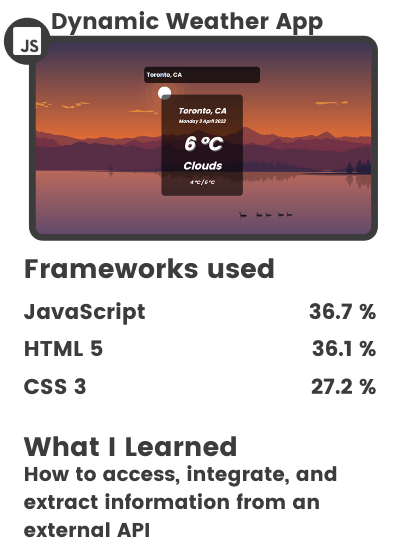 Dynamic Weather App
JS
Toronto, CA
Toronto, CA
Monday 3 April 2022
6 °C
Clouds
4 °C / 6 °C
Frameworks used
JavaScript 36.7 %
HTML 5 36.1 %
CSS 3 27.2 %
What I Learned
How to access, integrate, and
extract information from an
external API